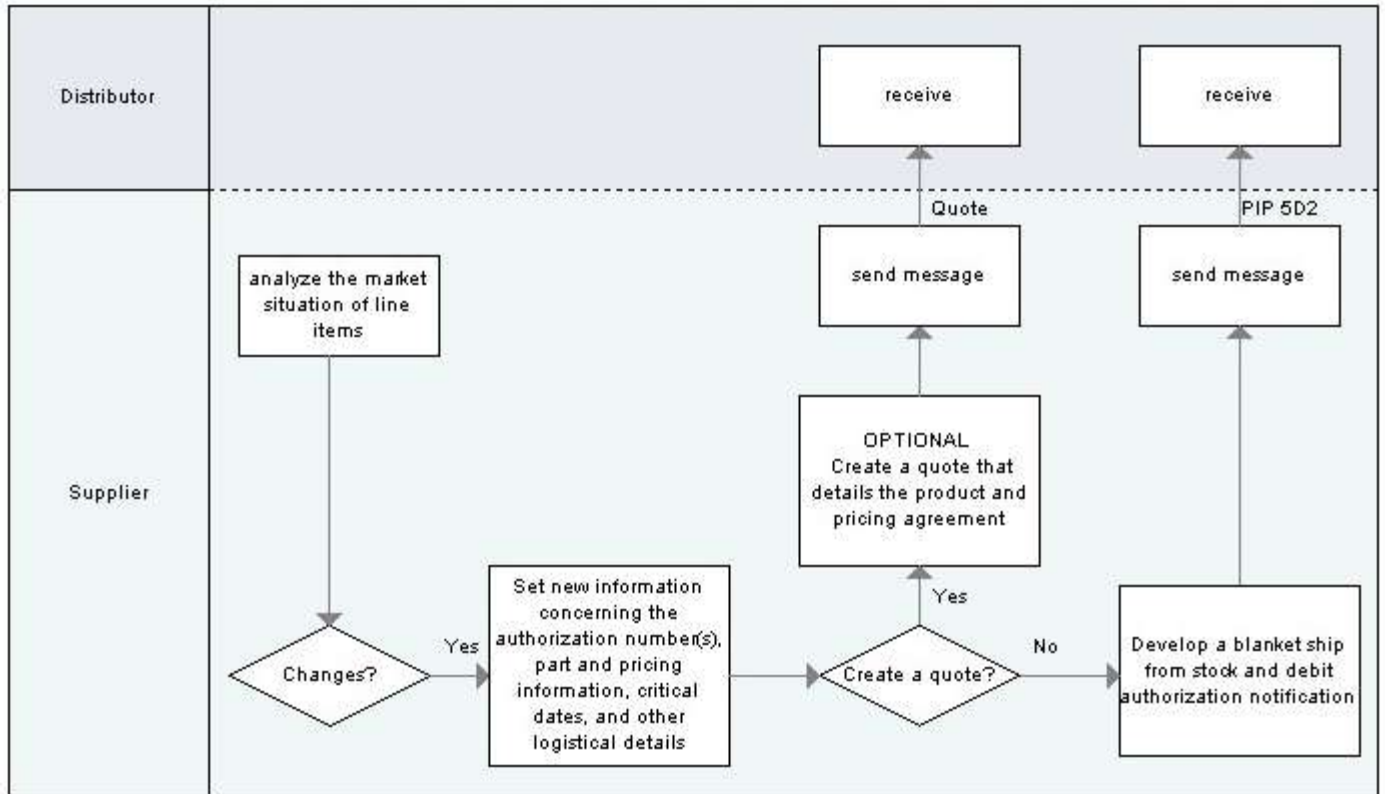 Distributor
receive
receive
Quote
PIP 5D2
analyze the market
situation of line
items
send message
send message
Supplier
OPTIONAL
Create a quote that
details the product and
pricing agreement
Set new information
concerning the
authorization number(s),
part and pricing
information, critical
dates, and other
logistical details
Yes
Changes?
Yes
Create a quote?
No
Develop a blanket ship
from stock and debit
authorization notification